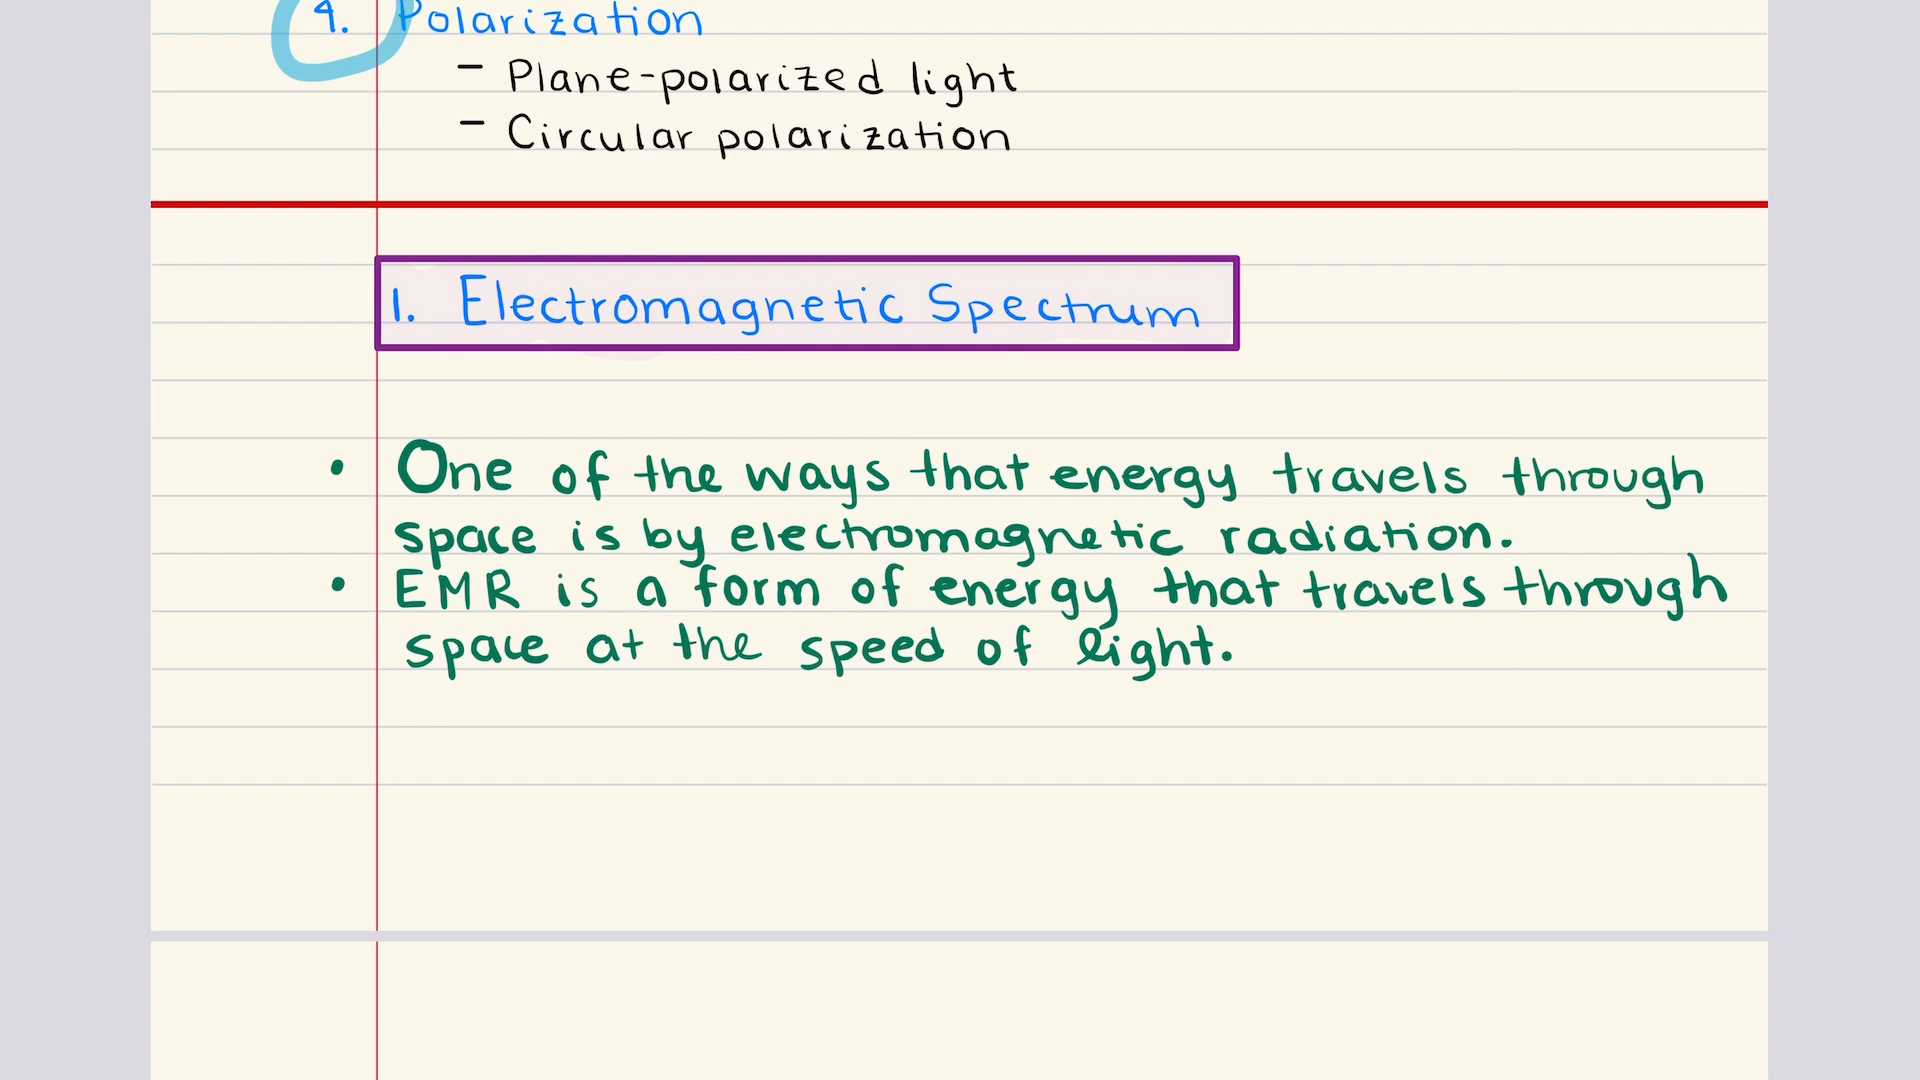 4. Polarization
- Plane-polarized light
- Circular polarization
1. Electromagnetic Spectrum
• One of the ways that energy travels through
space is by electromagnetic radiation.
• EMR is a form of energy that travels through
space at the speed of light.